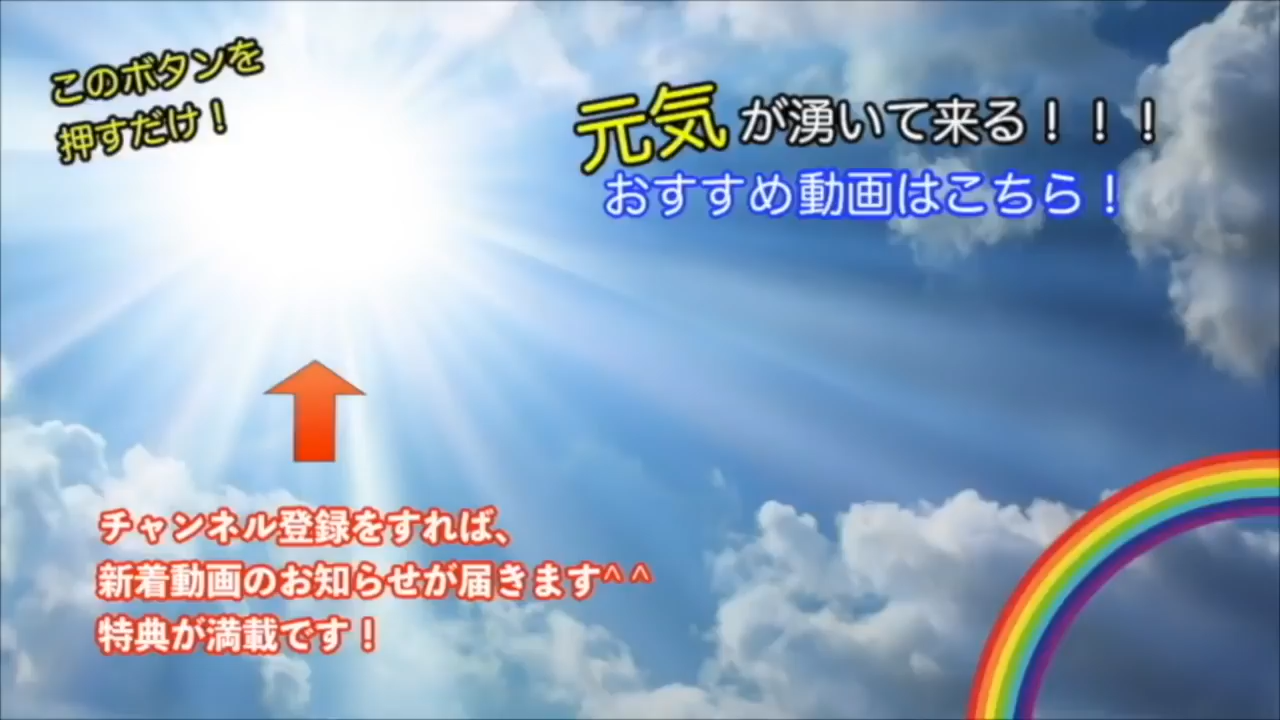 このボタンを
押すだけ！
元気が湧いて来る！！！
おすすめ動画はこちら！
チャンネル登録をすれば、
新着動画のお知らせが届きます^ ^
特典が満載です！